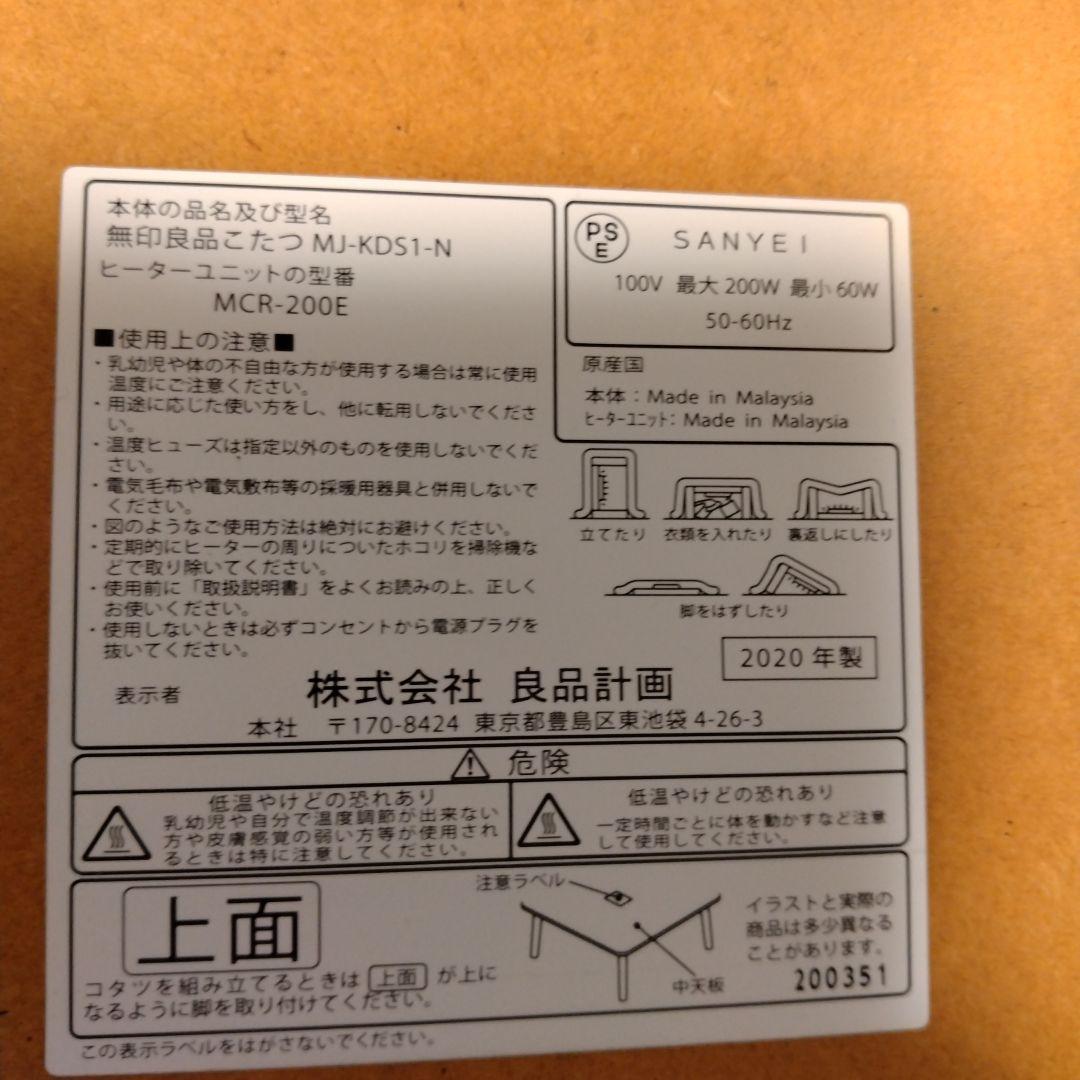 本体の品名及び型名
無印良品こたつ MJ-KDS1-N
ヒーターユニットの型番
MCR-200E
■使用上の注意■
・乳幼児や体の不自由な方が使用する場合は常に使用
温度にご注意ください。
・用途に応じた使い方をし、他に転用しないでくださ
い。
・温度ヒューズは指定以外のものを使用しないでくだ
さい。
・電気毛布や電気敷布等の採暖用器具と併用しないで
ください。
・図のようなご使用方法は絶対にお避けください。
・定期的にヒーターの周りについたホコリを掃除機な
どで取り除いてください。
・使用前に「取扱説明書」をよくお読みの上、正しく
お使いください。
・使用しないときは必ずコンセントから電源プラグを
抜いてください。
PS
E
SANYEI
100V 最大 200W 最小 60W
50-60Hz
原産国
本体：Made in Malaysia
ヒーターユニット：Made in Malaysia
立てたり 衣類を入れたり 裏返しにしたり
脚をはずしたり
2020 年製
表示者 株式会社 良品計画
本社 〒170-8424 東京都豊島区東池袋 4-26-3
危険
低温やけどの恐れあり
乳幼児や自分で温度調節が出来ない
方や皮膚感覚の弱い方等が使用され
るときは特に注意してください。
低温やけどの恐れあり
一定時間ごとに体を動かすなど注意
して使用してください。
上面
コタツを組み立てるときは 上面 が上に
なるように脚を取り付けてください。
注意ラベル
中天板
イラストと実際の
商品は多少異なる
ことがあります。
200351
この表示ラベルをはがさないでください。